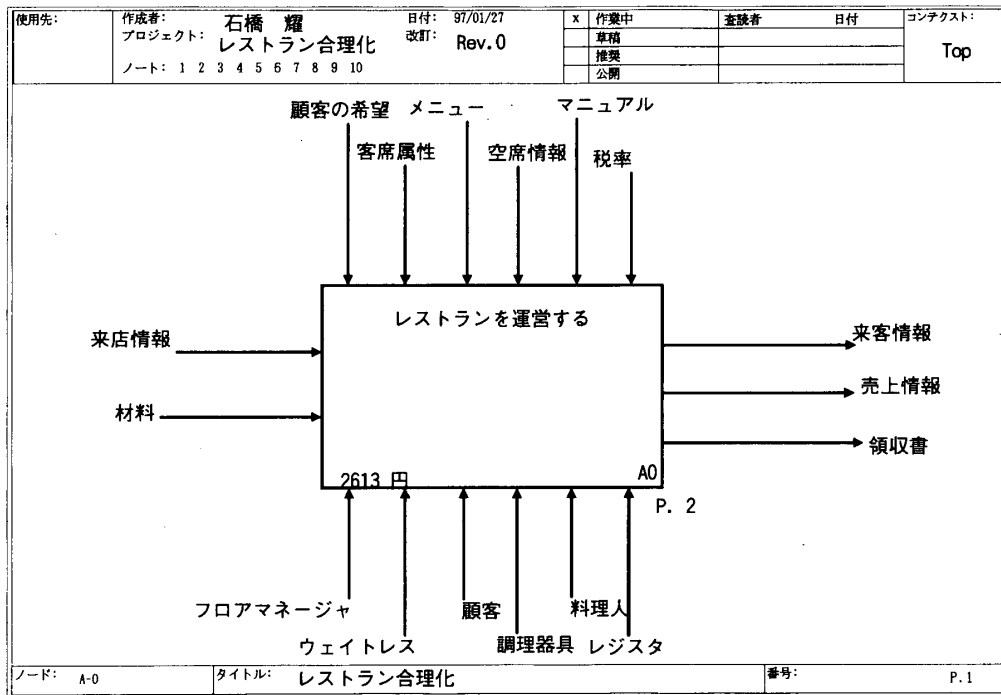 使用先:
作成者: 石橋 耀
日付: 97/01/27
x 作業中
査読者 日付
コンテクスト:
プロジェクト: レストラン合理化
改訂: Rev.0
草稿
推奨
Top
ノート: 1 2 3 4 5 6 7 8 9 10
公開
顧客の希望 メニュー マニュアル
客席属性 空席情報 税率
レストランを運営する
来店情報
来客情報
売上情報
材料
領収書
2613 円
A0
P. 2
フロアマネージャ 顧客 料理人
ウェイトレス 調理器具 レジスタ
ノード: A-0
タイトル: レストラン合理化
番号: P.1